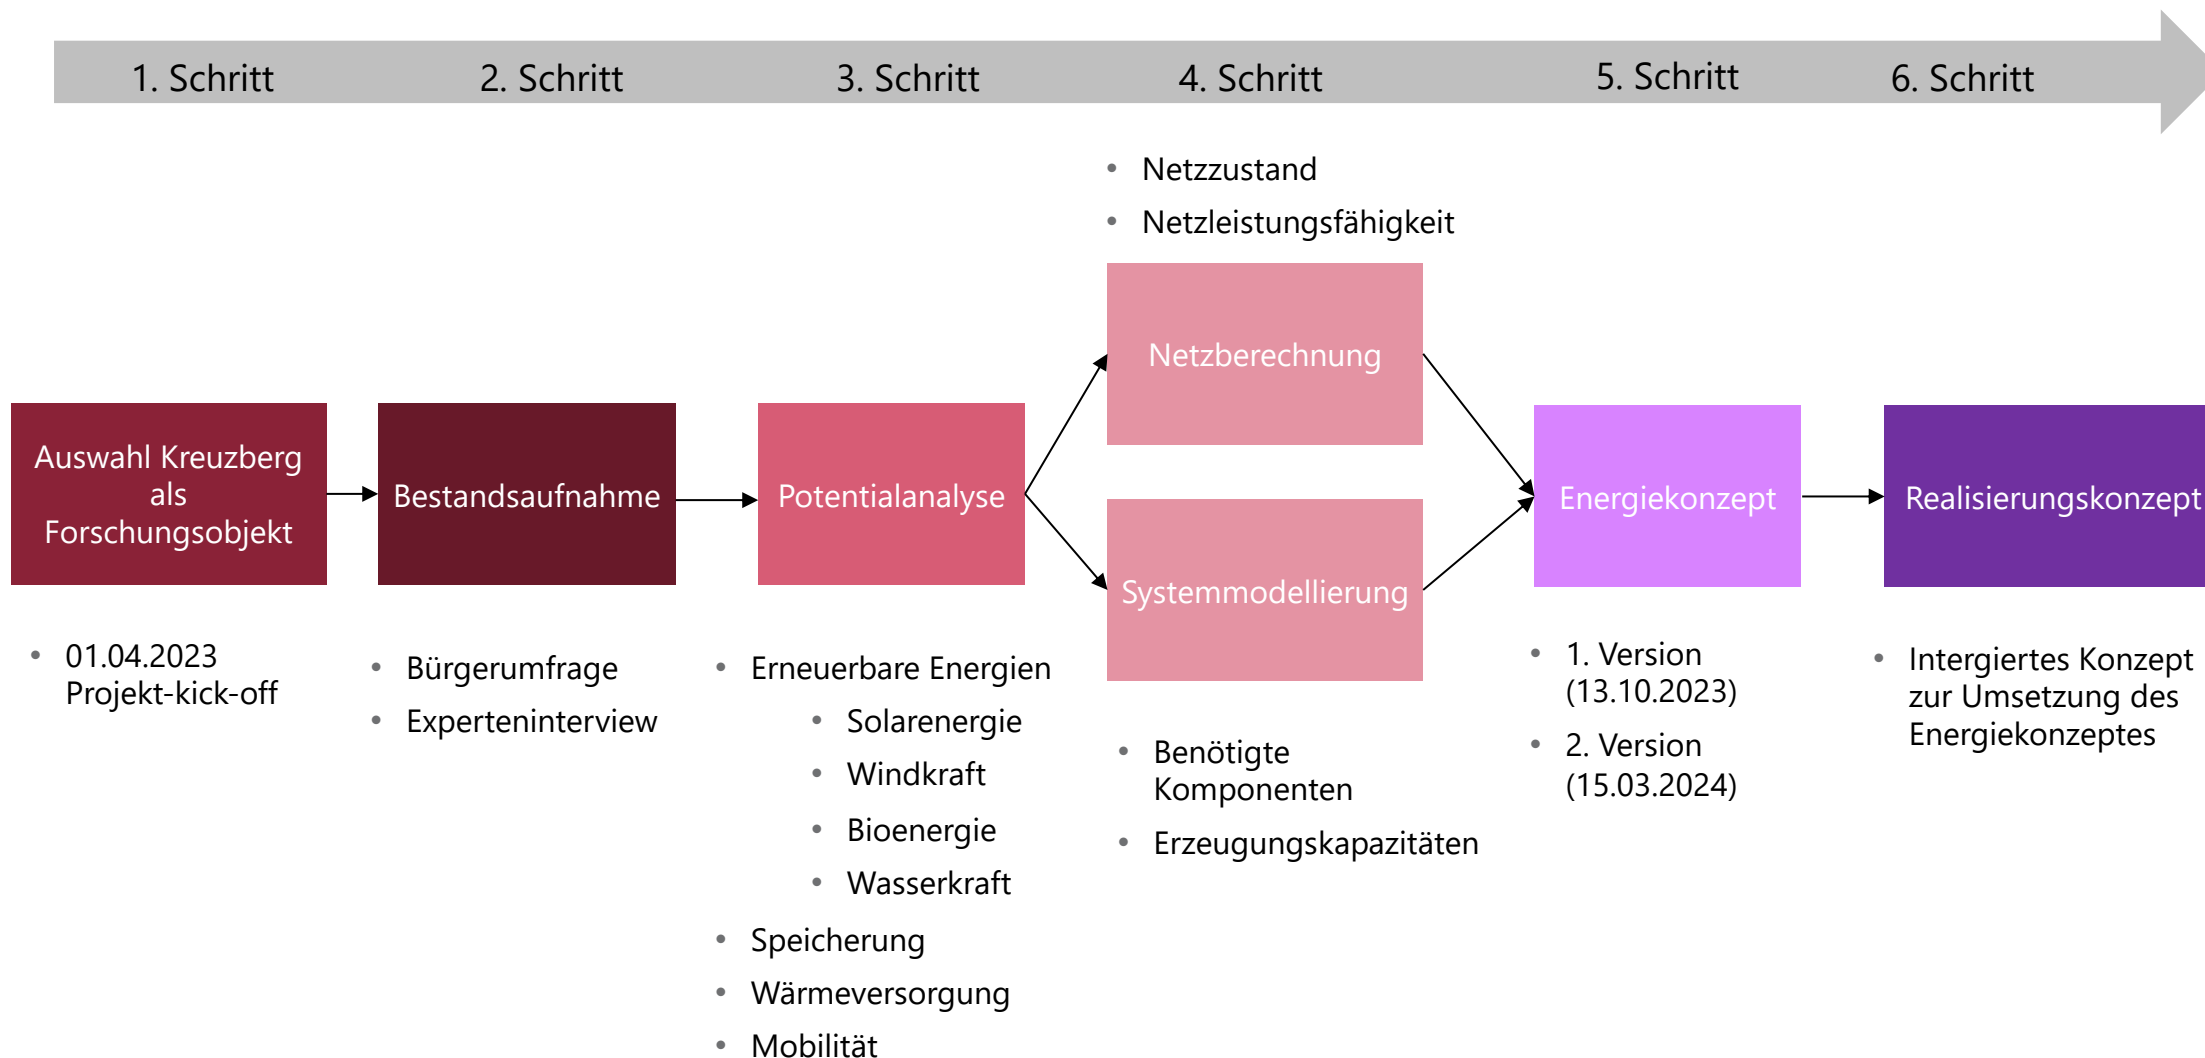 1. Schritt
2. Schritt
3. Schritt
4. Schritt
5. Schritt
6. Schritt
• Netzzustand
• Netzleistungsfähigkeit
Auswahl Kreuzberg
als
Forschungsobjekt
Bestandsaufnahme
Potentialanalyse
Netzberechnung
Systemmodellierung
Energiekonzept
Realisierungskonzept
• 01.04.2023
Projekt-kick-off
• Bürgerumfrage
• Experteninterview
• Erneuerbare Energien
• Solarenergie
• Windkraft
• Bioenergie
• Wasserkraft
• Speicherung
• Wärmeversorgung
• Mobilität
• Benötigte
Komponenten
• Erzeugungskapazitäten
• 1. Version
(13.10.2023)
• 2. Version
(15.03.2024)
• Intergiertes Konzept
zur Umsetzung des
Energiekonzeptes